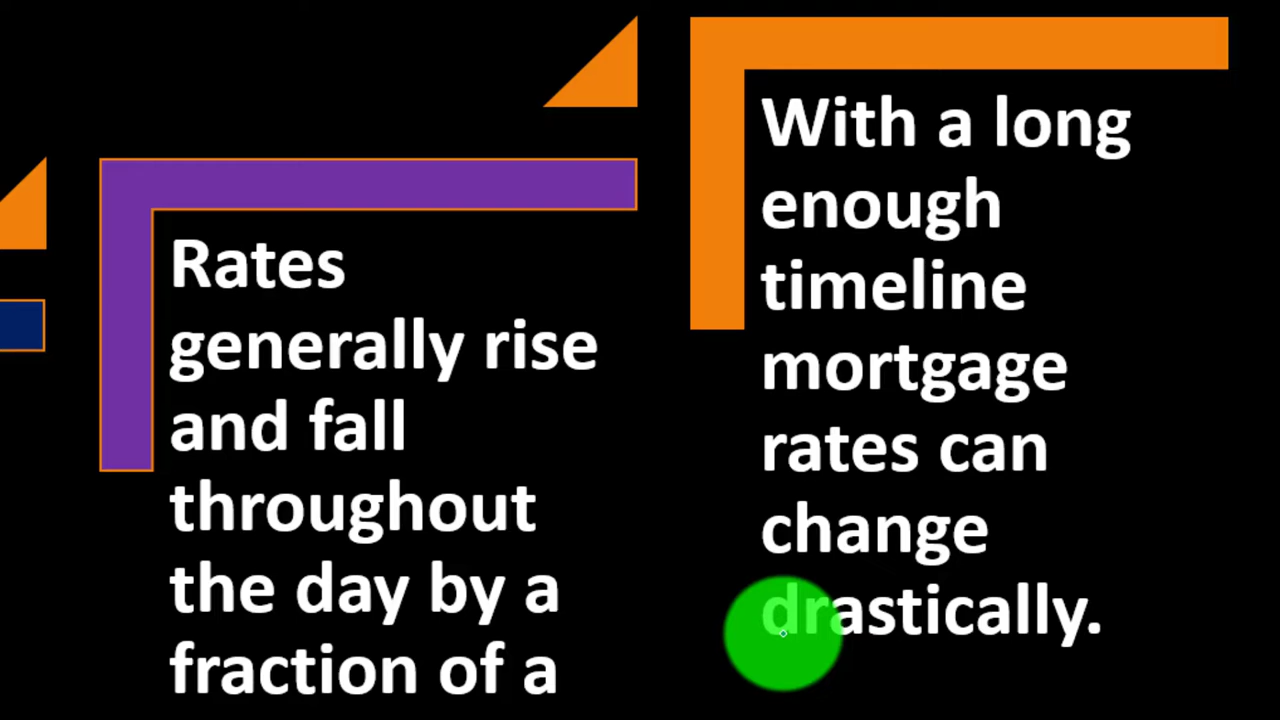 Rates
generally rise
and fall
throughout
the day by a
fraction of a
With a long
enough
timeline
mortgage
rates can
change
drastically.